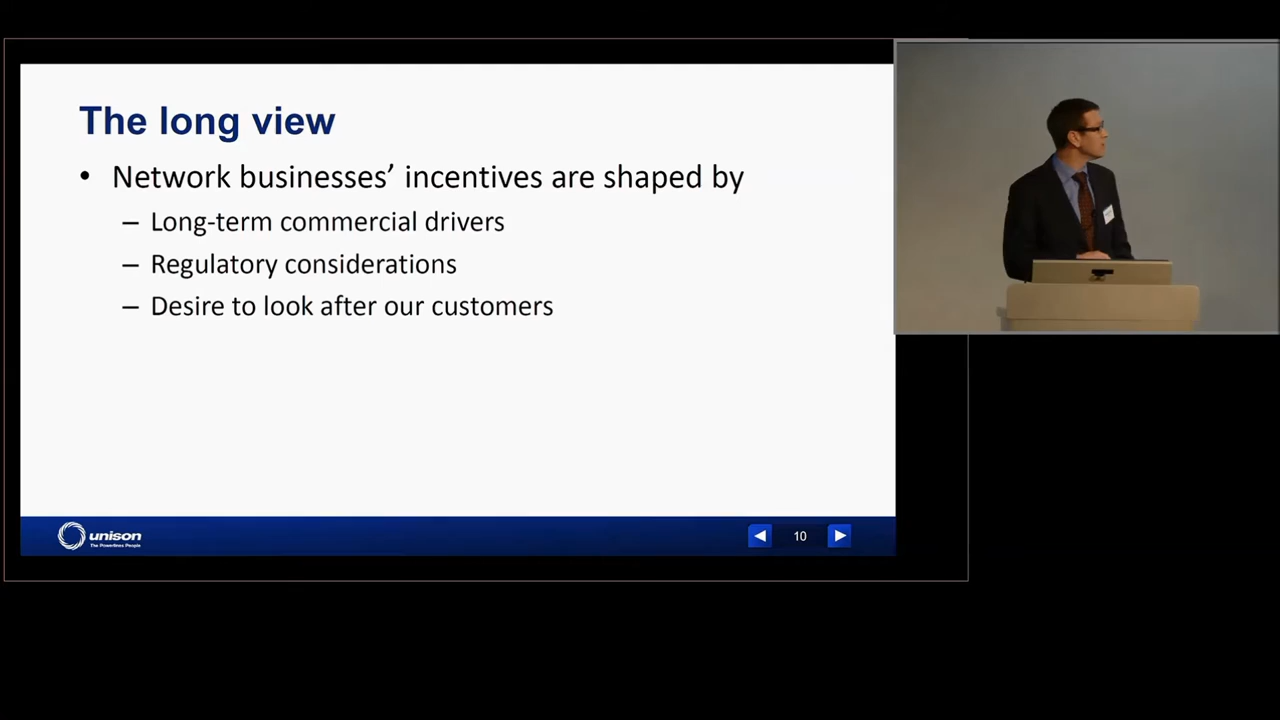 The long view
• Network businesses’ incentives are shaped by
– Long-term commercial drivers
– Regulatory considerations
– Desire to look after our customers
unison
The Powerlines People
10